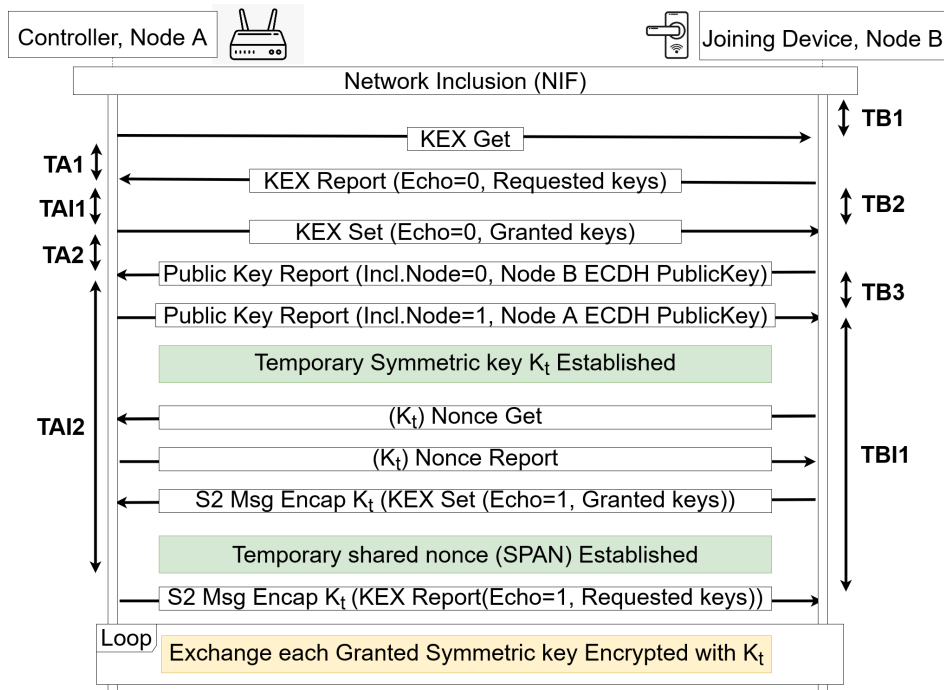 Controller, Node A
Joining Device, Node B
Network Inclusion (NIF)
TB1
KEX Get
TA1
KEX Report (Echo=0, Requested keys)
TAI1
TB2
KEX Set (Echo=0, Granted keys)
TA2
Public Key Report (Incl.Node=0, Node B ECDH PublicKey)
TB3
Public Key Report (Incl.Node=1, Node A ECDH PublicKey)
Temporary Symmetric key Kt Established
(Kt) Nonce Get
TAI2
TBI1
(Kt) Nonce Report
S2 Msg Encap Kt (KEX Set (Echo=1, Granted keys))
Temporary shared nonce (SPAN) Established
S2 Msg Encap Kt (KEX Report(Echo=1, Requested keys))
Loop
Exchange each Granted Symmetric key Encrypted with Kt